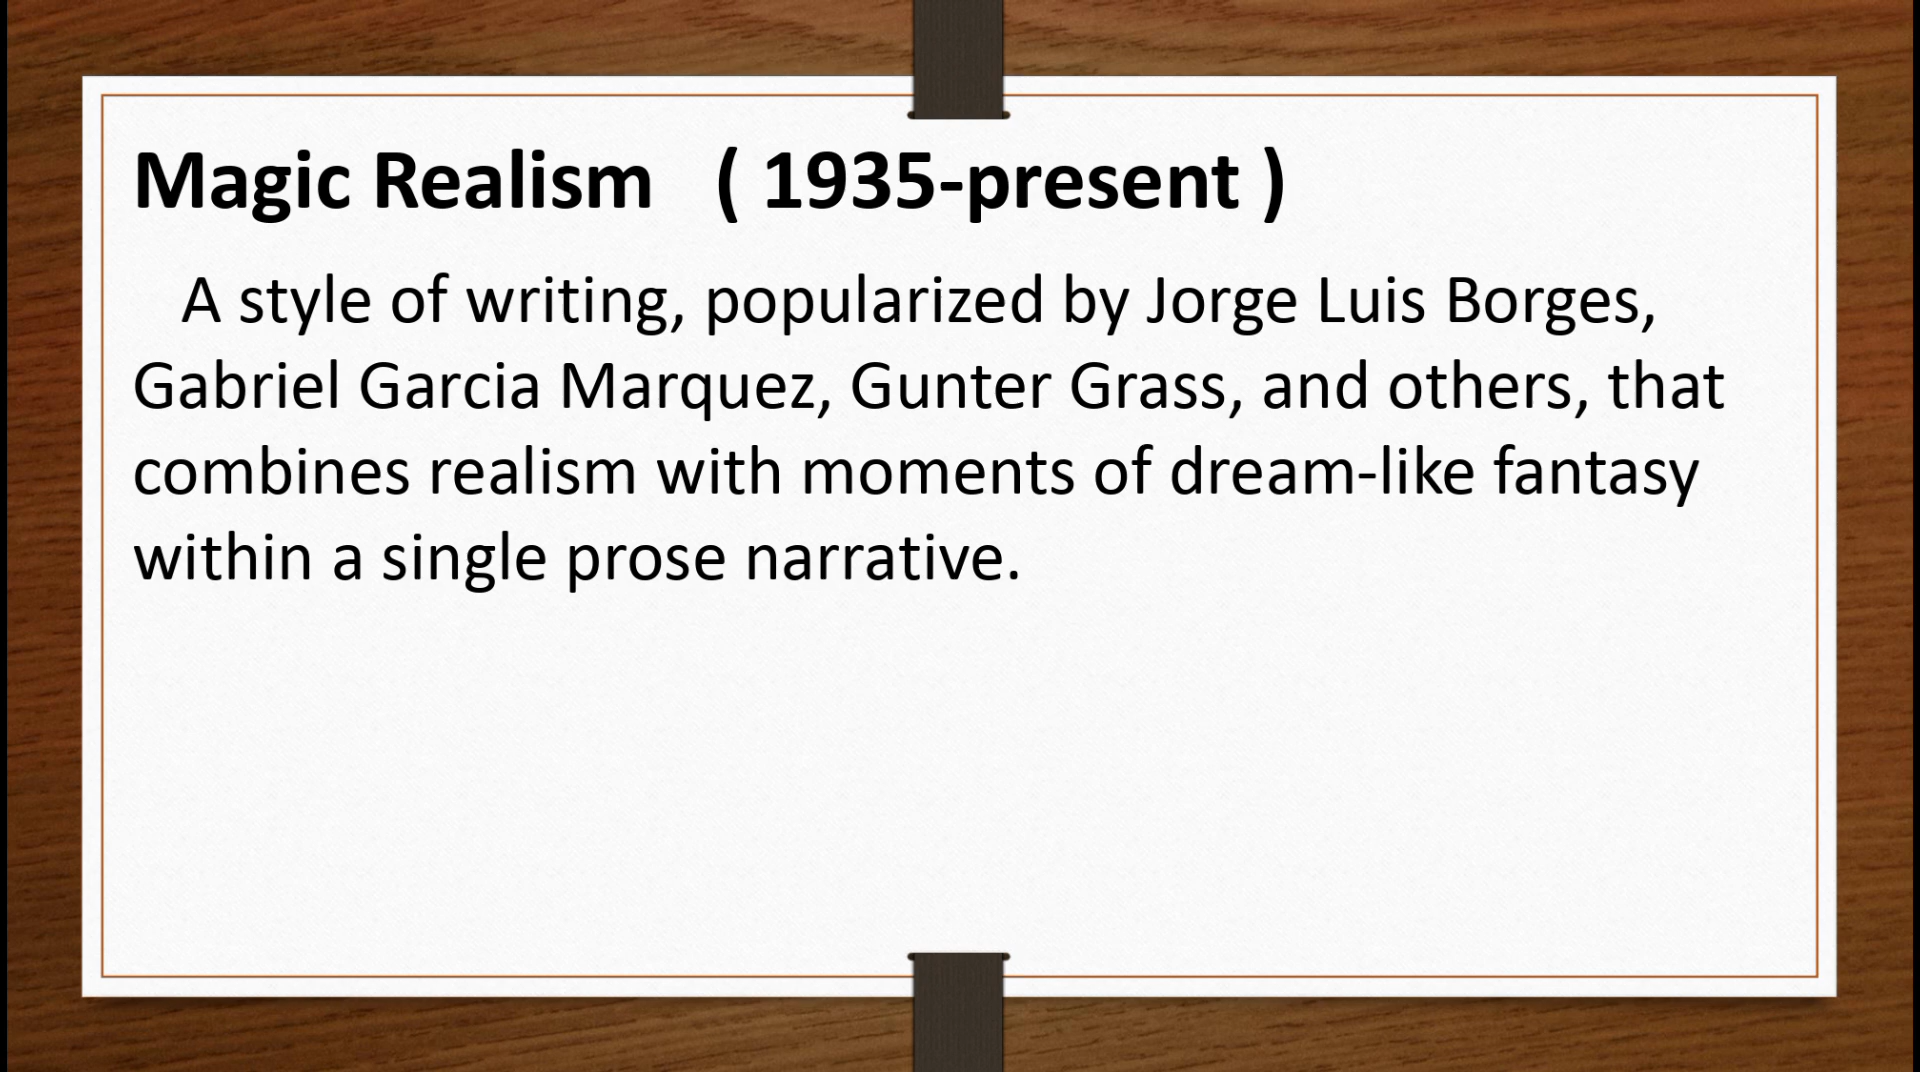 Magic Realism ( 1935-present )
A style of writing, popularized by Jorge Luis Borges,
Gabriel Garcia Marquez, Gunter Grass, and others, that
combines realism with moments of dream-like fantasy
within a single prose narrative.